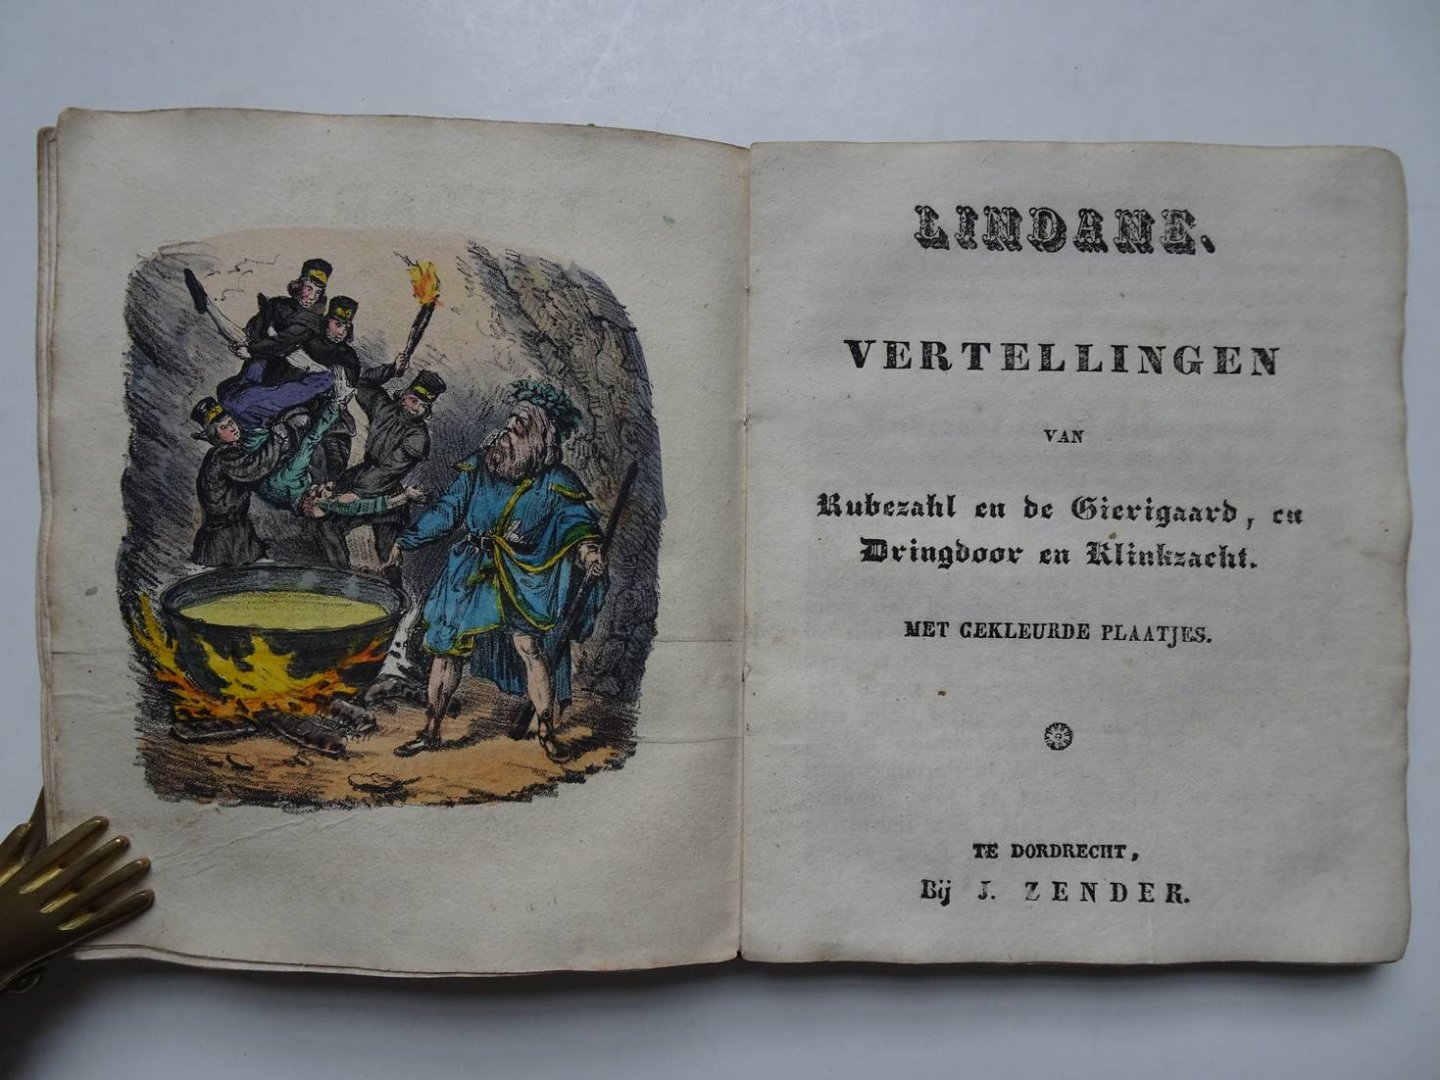 LINDANE.
VERTELLINGEN
VAN
Rubezahl en de Gierigaard, en
Dringdoor en Klinkzacht.
MET GEKLEURDE PLAATJES.
TE DORDRECHT,
Bij J. ZENDER.